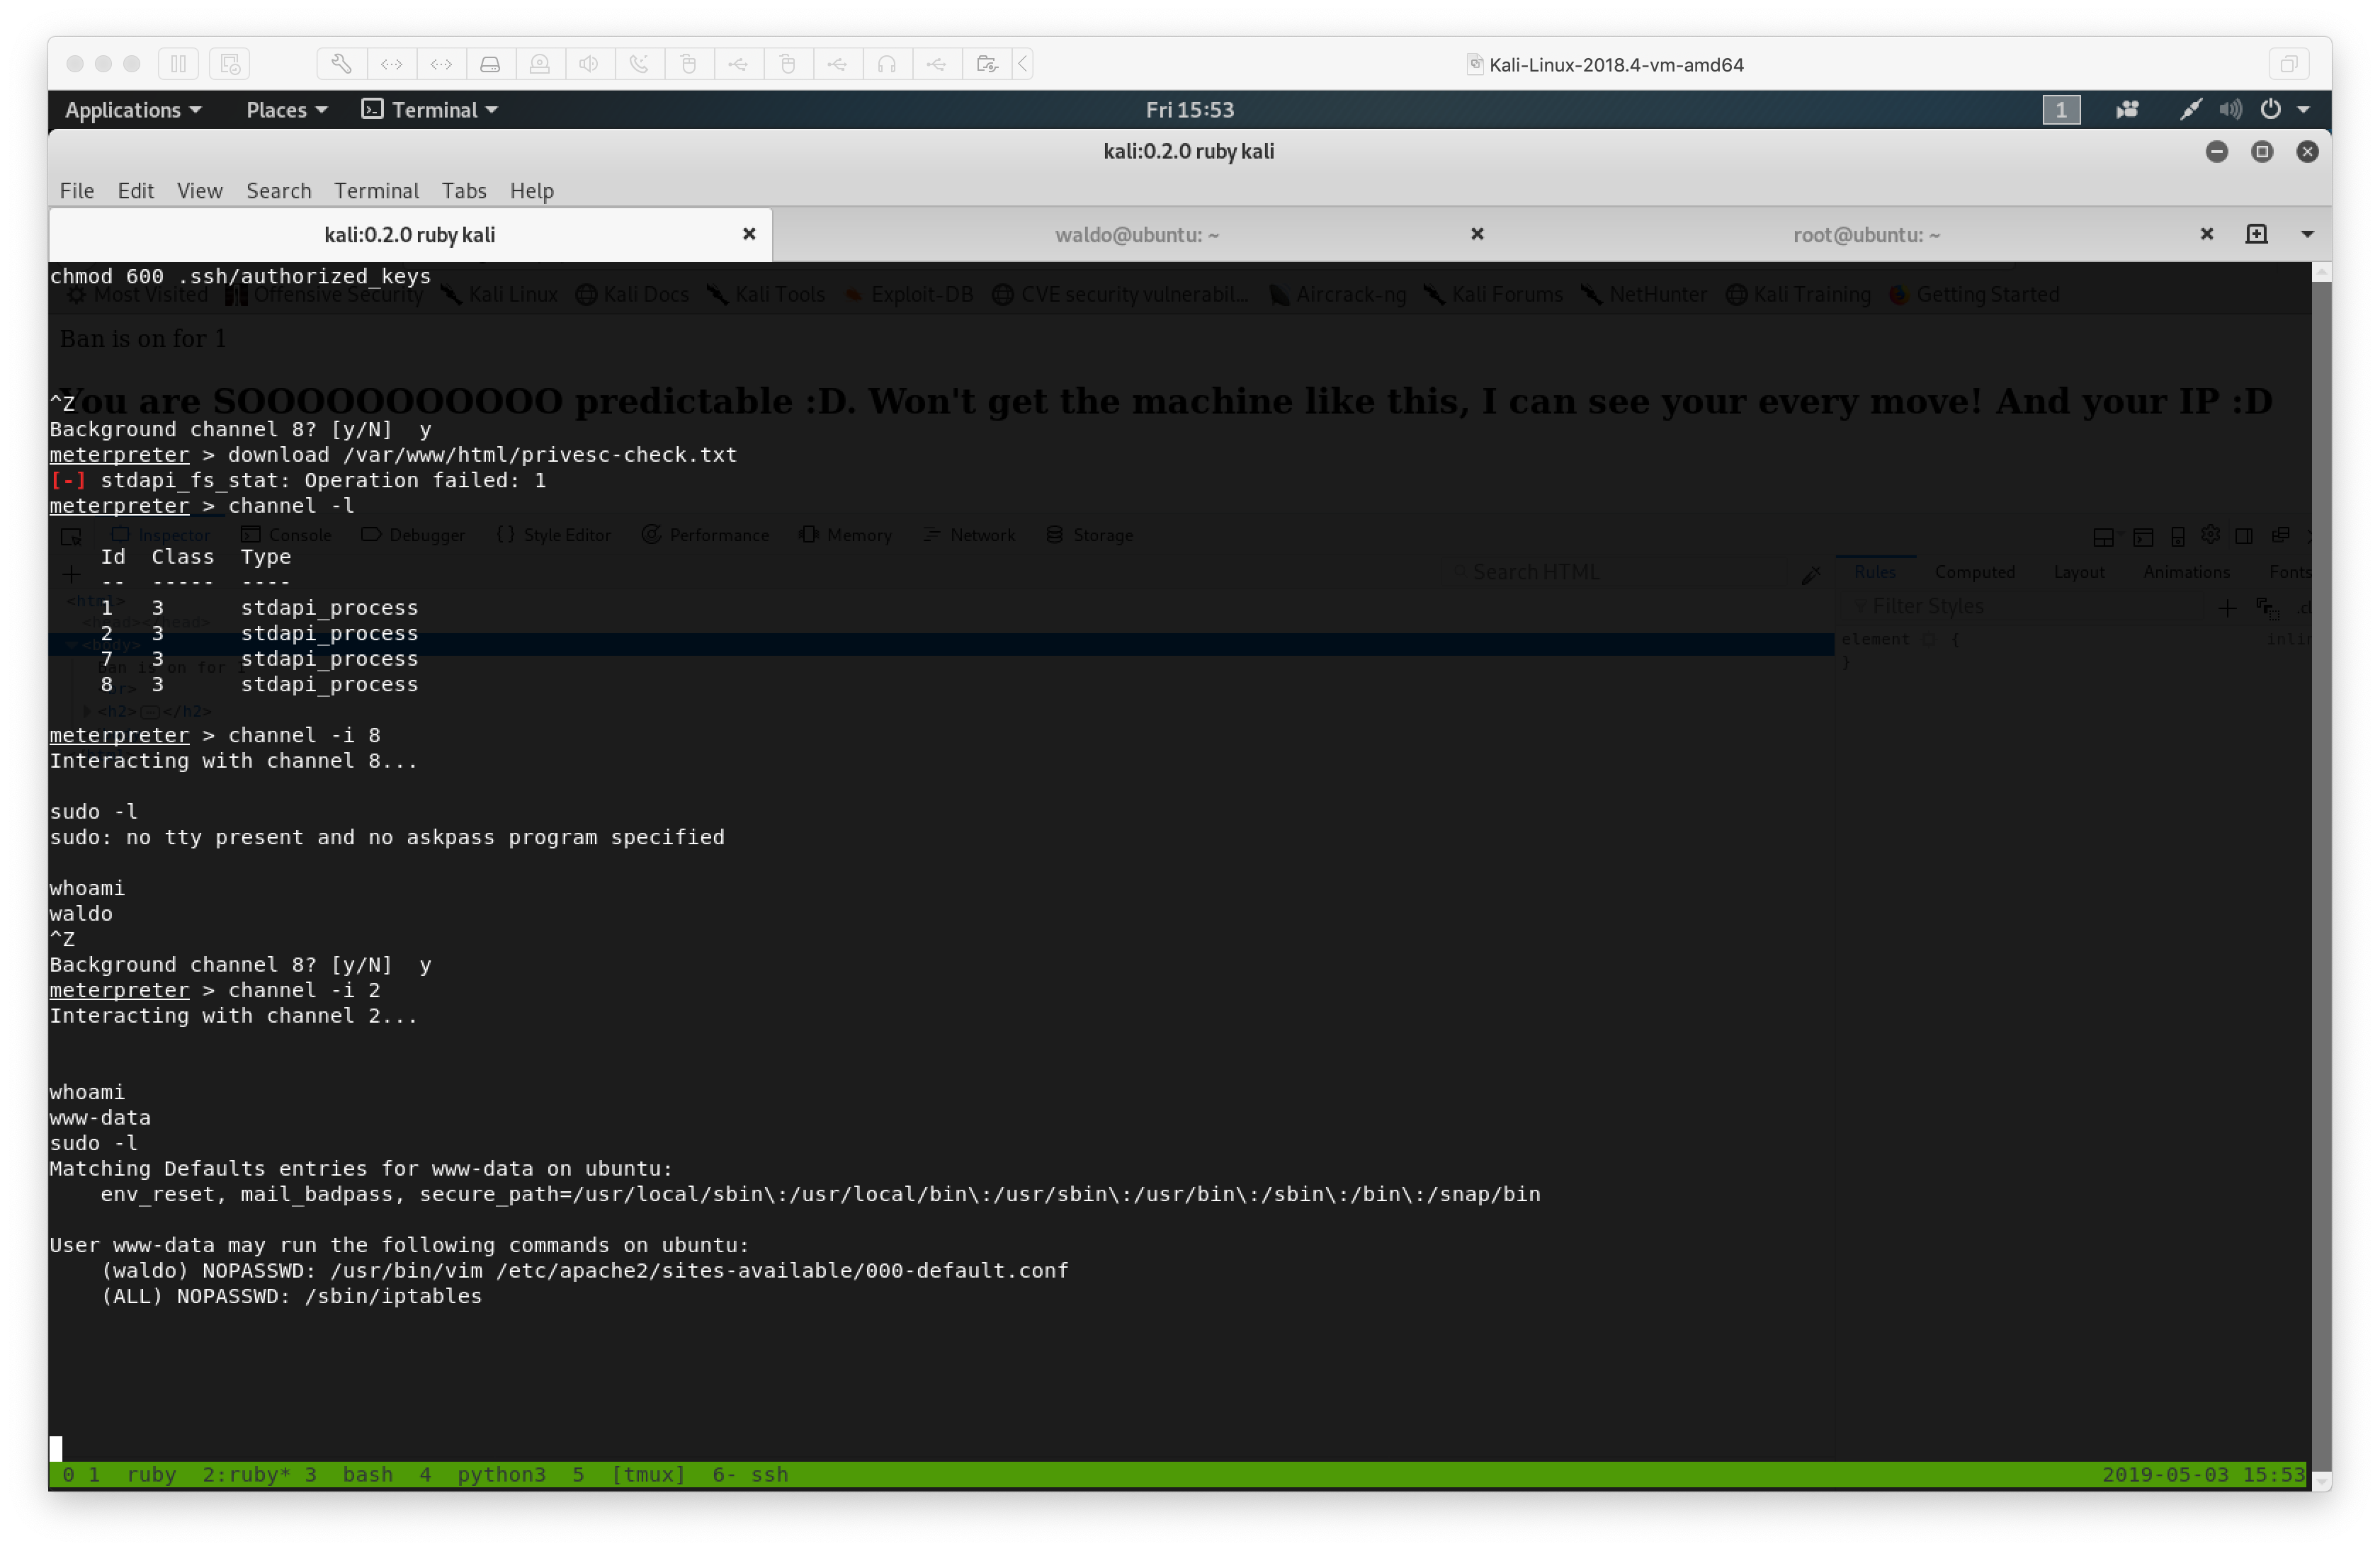 Kali-Linux-2018.4-vm-amd64
Applications Places Terminal Fri 15:53 1
kali:0.2.0 ruby kali
File Edit View Search Terminal Tabs Help
kali:0.2.0 ruby kali waldo@ubuntu: ~ root@ubuntu: ~
chmod 600 .ssh/authorized_keys
Most Visited Offensive Security Kali Linux Kali Docs Kali Tools Exploit-DB CVE security vulnerabil... Aircrack-ng Kali Forums NetHunter Kali Training Getting Started
Ban is on for 1
You are SOOOOOOOOOOO predictable :D. Won't get the machine like this, I can see your every move! And your IP :D
^Z
Background channel 8? [y/N]  y
meterpreter > download /var/www/html/privesc-check.txt
[-] stdapi_fs_stat: Operation failed: 1
meterpreter > channel -l
Inspector Console Debugger Style Editor Performance Memory Network Storage
    Id  Class  Type
    --  -----  ----
Search HTML Rules Computed Layout Animations Fonts
<html>
    1   3      stdapi_process
Filter Styles
<head></head>
    2   3      stdapi_process
element { inlin
<body>
    7   3      stdapi_process
Ban is on for 1
}
    8   3      stdapi_process
<h2></h2>
meterpreter > channel -i 8
Interacting with channel 8...
sudo -l
sudo: no tty present and no askpass program specified
whoami
waldo
^Z
Background channel 8? [y/N]  y
meterpreter > channel -i 2
Interacting with channel 2...
whoami
www-data
sudo -l
Matching Defaults entries for www-data on ubuntu:
    env_reset, mail_badpass, secure_path=/usr/local/sbin\:/usr/local/bin\:/usr/sbin\:/usr/bin\:/sbin\:/bin\:/snap/bin
User www-data may run the following commands on ubuntu:
    (waldo) NOPASSWD: /usr/bin/vim /etc/apache2/sites-available/000-default.conf
    (ALL) NOPASSWD: /sbin/iptables
0 1 ruby 2:ruby* 3 bash 4 python3 5 [tmux] 6- ssh 2019-05-03 15:53